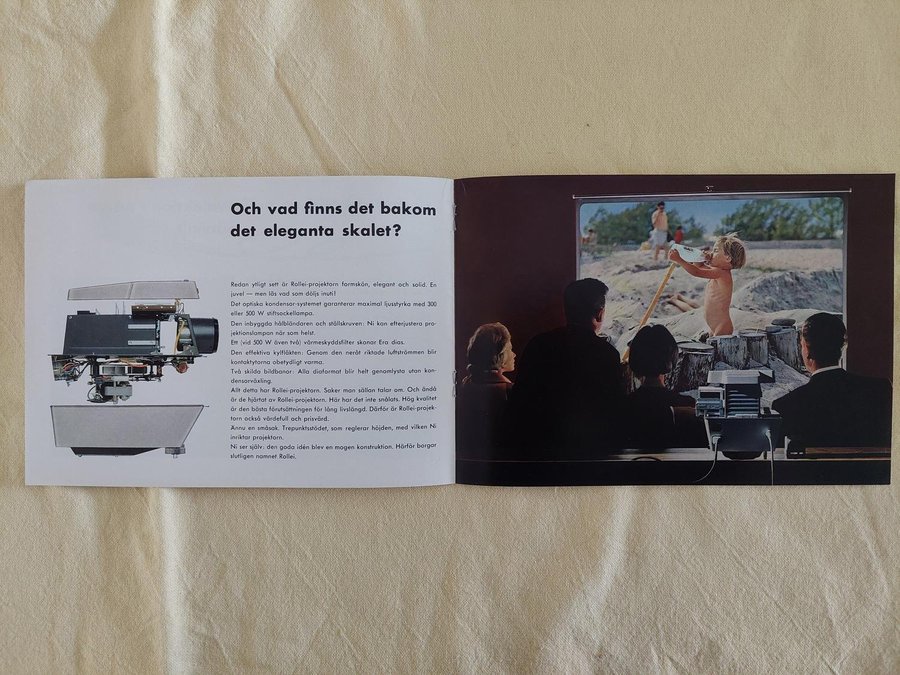 Och vad finns det bakom
det eleganta skalet?
Redan ytligt sett är Rollei-projektorn formskön, elegant och solid. En
juvel — men läs vad som döljs inuti!
Det optiska kondensor-systemet garanterar maximal ljusstyrka med 300
eller 500 W stiftsockellampa.
Den inbyggda hålbländaren och ställskruven: Ni kan efterjustera pro-
jektionslampan när som helst.
Ett (vid 500 W även två) värmeskyddsfilter skonar Era dias.
Den effektiva kylfläkten: Genom den neråt riktade luftströmmen blir
kontaktytorna obetydligt varma.
Två skilda bildbanor: Alla diaformat blir helt genomlysta utan kon-
densorväxling.
Allt detta har Rollei-projektorn. Saker man sällan talar om. Och ändå
är de hjärtat av Rollei-projektorn. Här har det inte snålats. Hög kvalitet
är den bästa förutsättningen för lång livslängd. Därför är Rollei-projek-
torn också värdefull och prisvärd.
Ännu en småsak. Trepunktsstödet, som reglerar höjden, med vilken Ni
inriktar projektorn.
Ni ser själv: den goda idén blev en mogen konstruktion. Härför borgar
slutligen namnet Rollei.